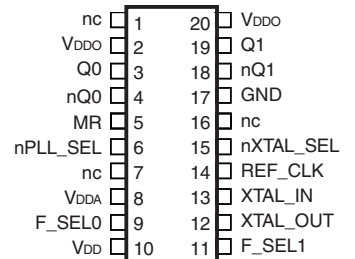 nc 1 20 VDDO
VDDO 2 19 Q1
Q0 3 18 nQ1
nQ0 4 17 GND
MR 5 16 nc
nPLL_SEL 6 15 nXTAL_SEL
nc 7 14 REF_CLK
VDDA 8 13 XTAL_IN
F_SEL0 9 12 XTAL_OUT
VDD 10 11 F_SEL1